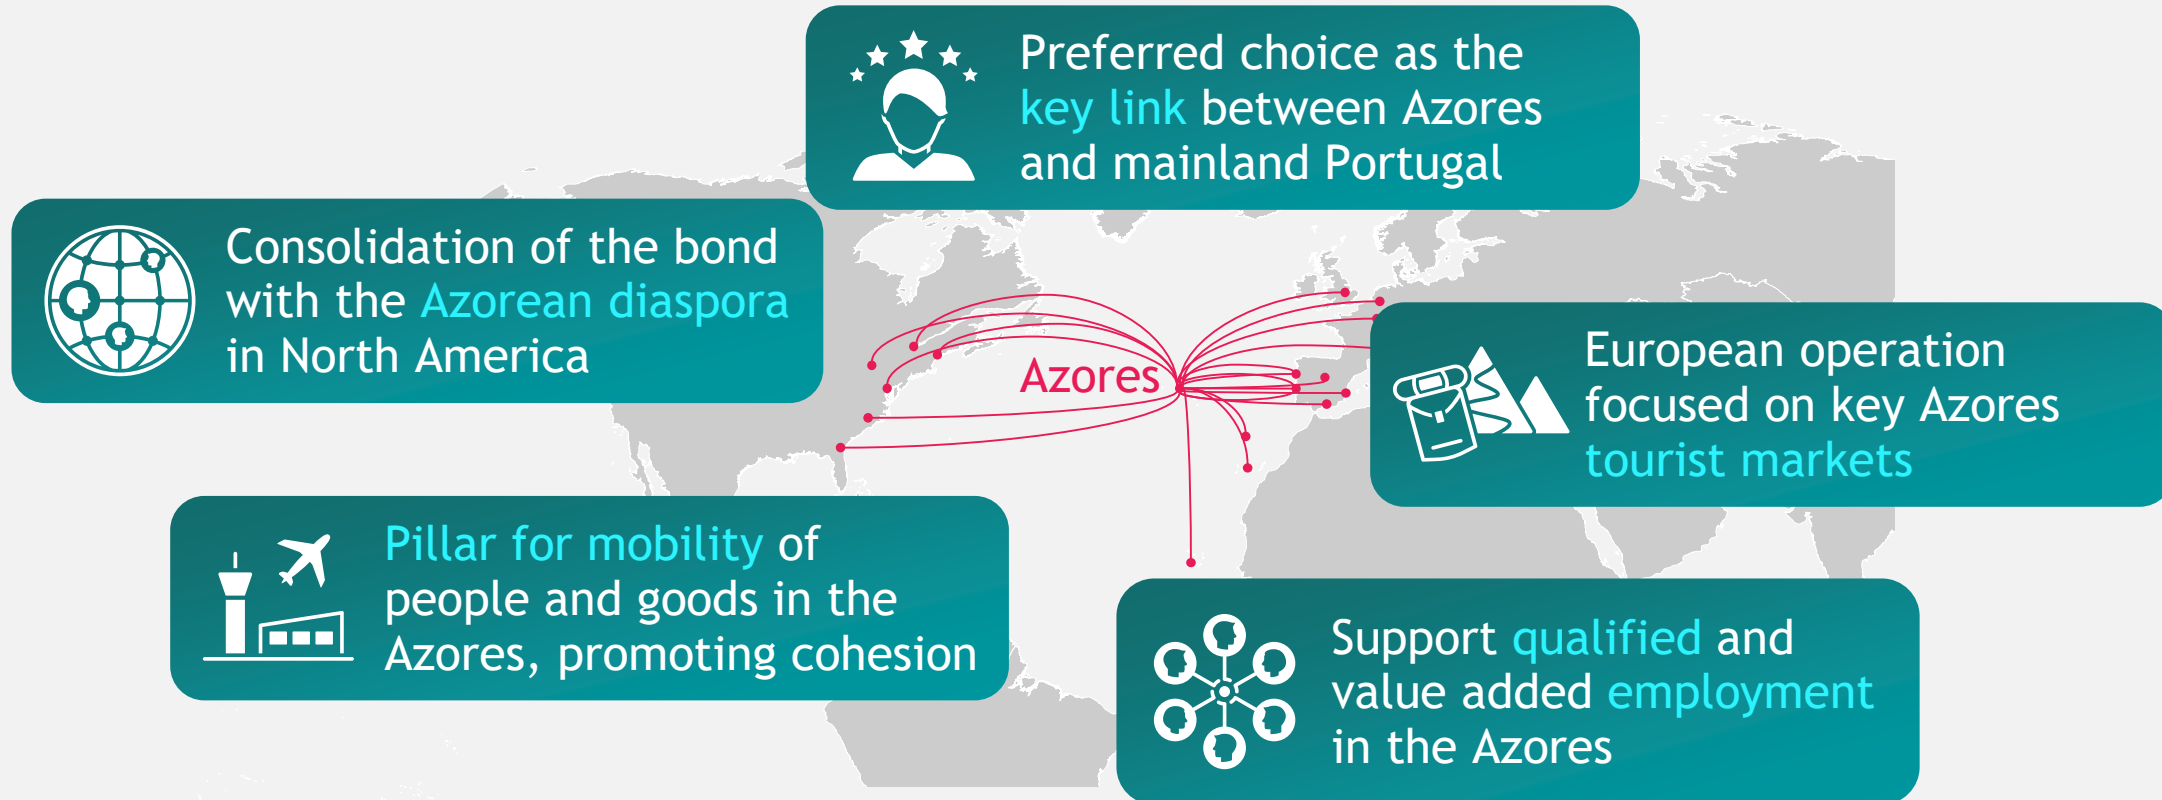 Preferred choice as the
key link between Azores
and mainland Portugal
Consolidation of the bond
with the Azorean diaspora
in North America
Azores
European operation
focused on key Azores
tourist markets
Pillar for mobility of
people and goods in the
Azores, promoting cohesion
Support qualified and
value added employment
in the Azores